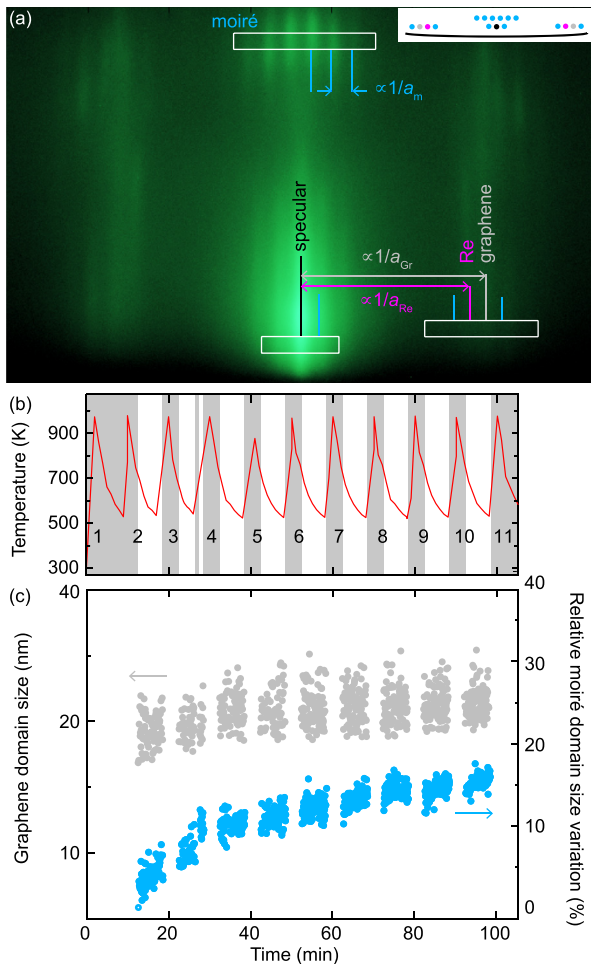 (a)
moiré
∝1/aₘ
specular
Re
graphene
∝1/a_Gr
∝1/a_Re
(b)
Temperature (K)
900
700
500
300
1 2 3 4 5 6 7 8 9 10 11
(c)
Graphene domain size (nm)
40
20
10
Relative moiré domain size variation (%)
40
30
20
10
0
0 20 40 60 80 100
Time (min)